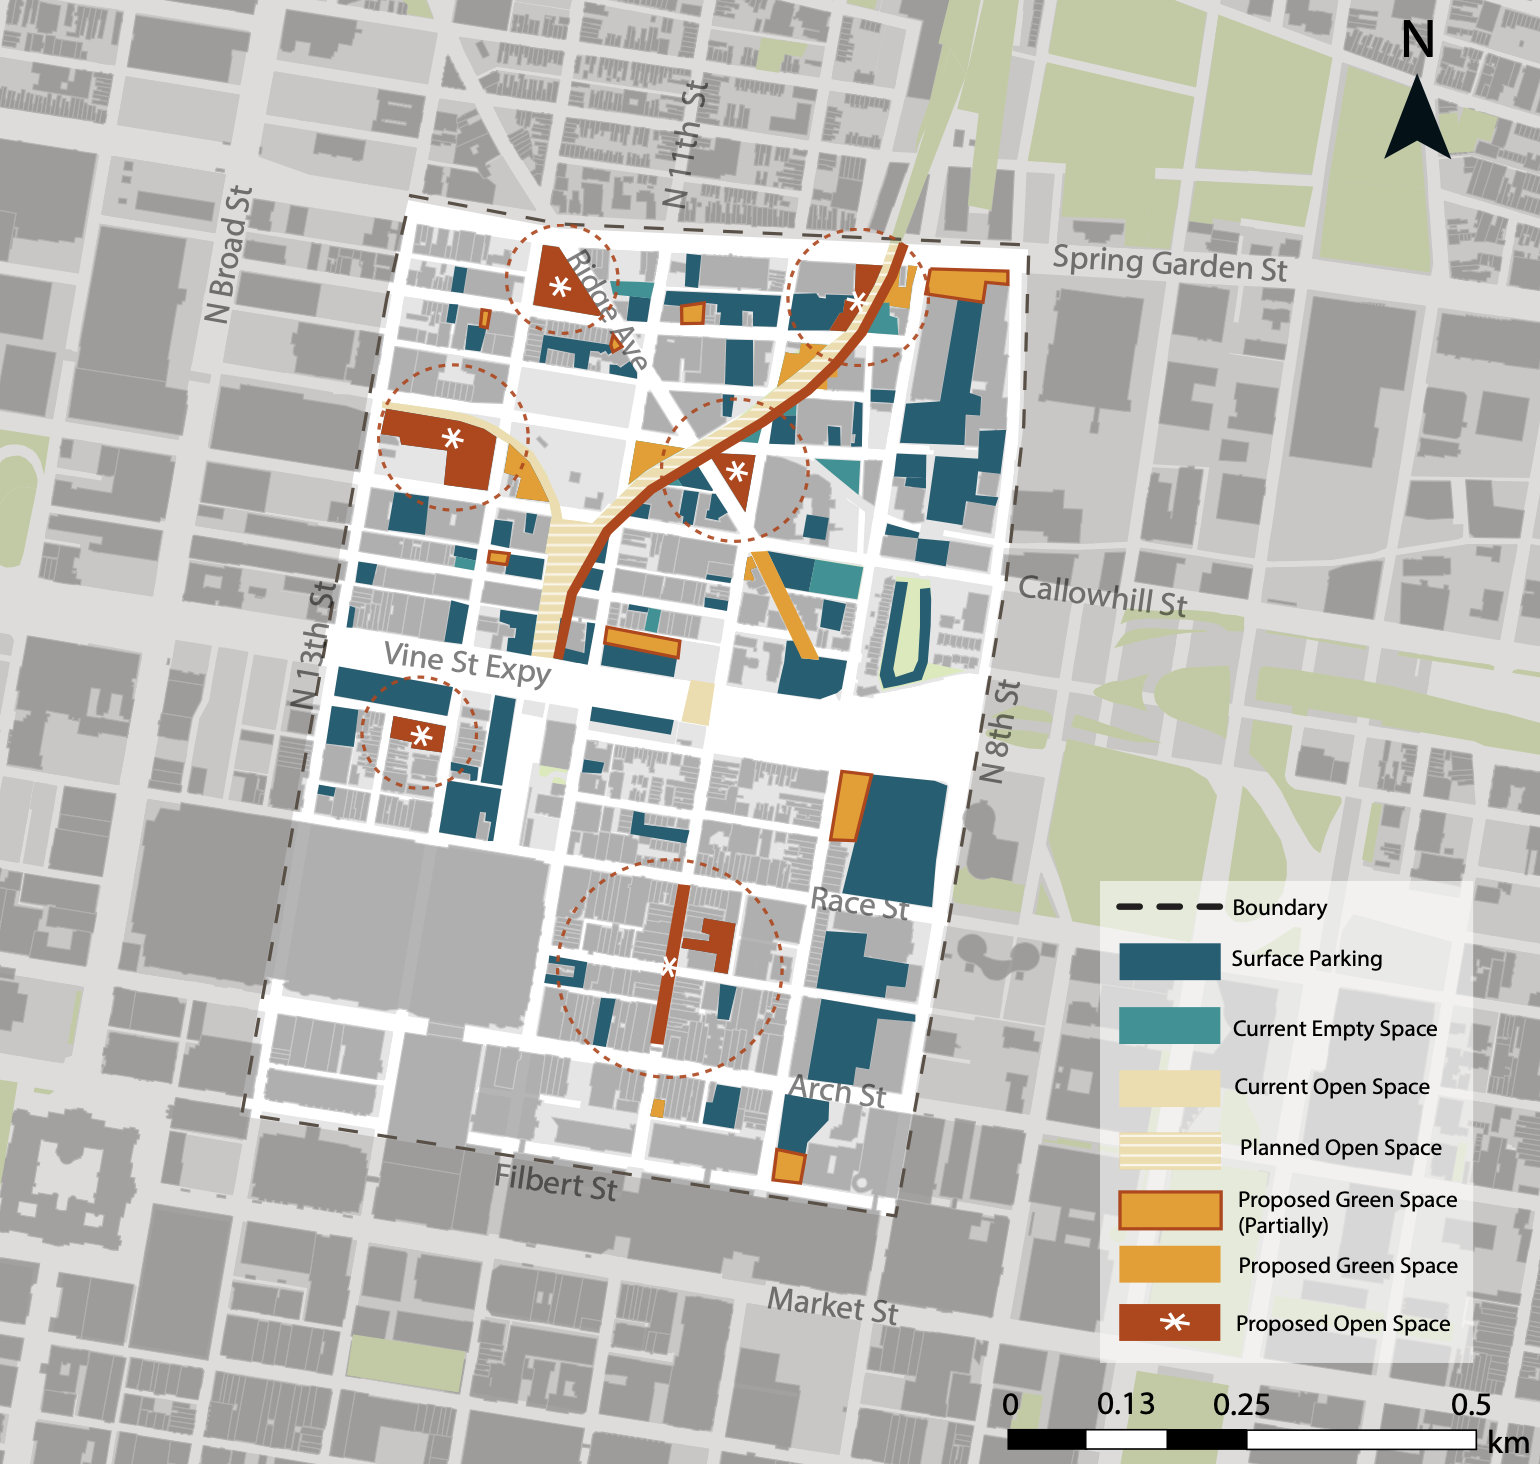 N
N 11th St
N Broad St
Spring Garden St
Ridge Ave
Callowhill St
N 13th St
Vine St Expy
N 8th St
Race St
Arch St
Filbert St
Market St
Boundary
Surface Parking
Current Empty Space
Current Open Space
Planned Open Space
Proposed Green Space
(Partially)
Proposed Green Space
Proposed Open Space
0 0.13 0.25 0.5
km